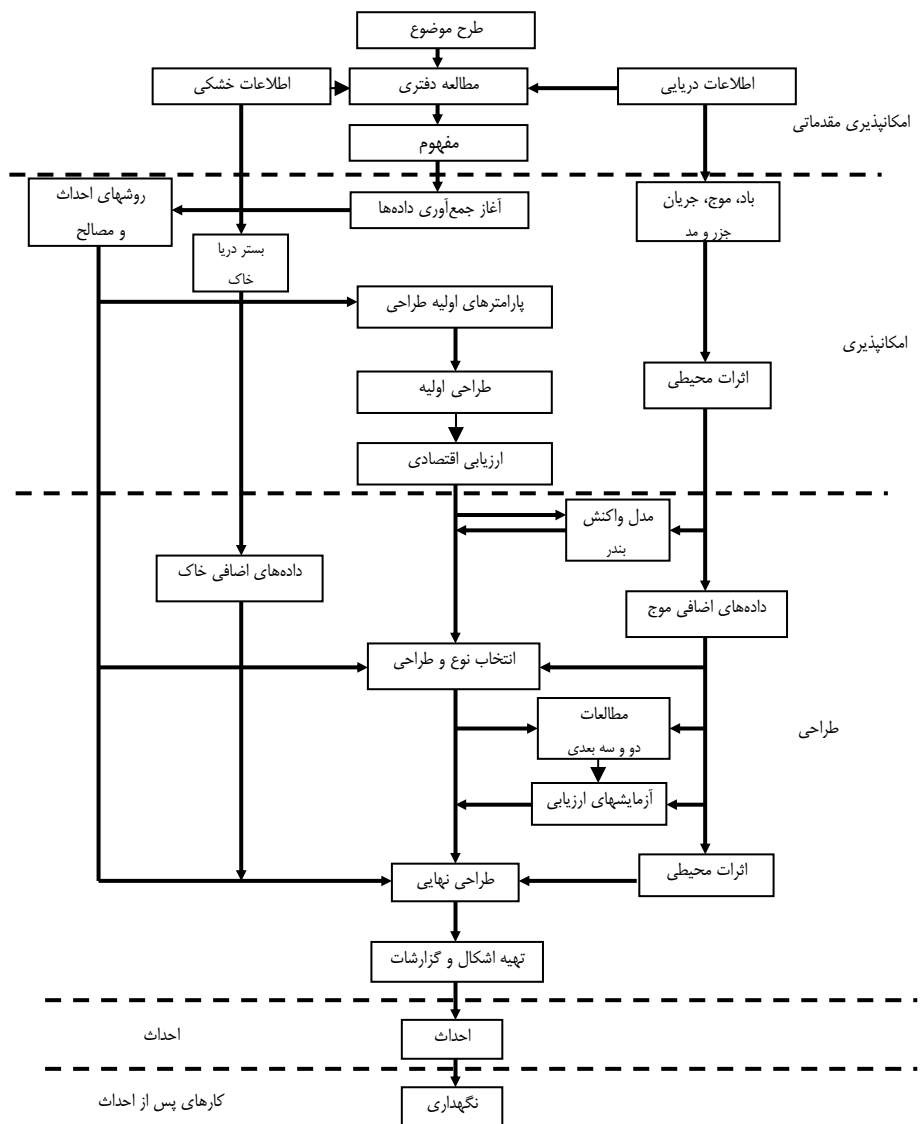 طرح موضوع
اطلاعات دریایی
مطالعه دفتری
اطلاعات خشکی
امکانپذیری مقدماتی
مفهوم
باد، موج، جریان
جزر و مد
آغاز جمع‌آوری داده‌ها
روشهای احداث
و مصالح
بستر دریا
خاک
پارامترهای اولیه طراحی
امکانپذیری
اثرات محیطی
طراحی اولیه
ارزیابی اقتصادی
مدل واکنش
بندر
داده‌های اضافی خاک
داده‌های اضافی موج
انتخاب نوع و طراحی
طراحی
مطالعات
دو و سه بعدی
آزمایشهای ارزیابی
اثرات محیطی
طراحی نهایی
تهیه اشکال و گزارشات
احداث
احداث
نگهداری
کارهای پس از احداث